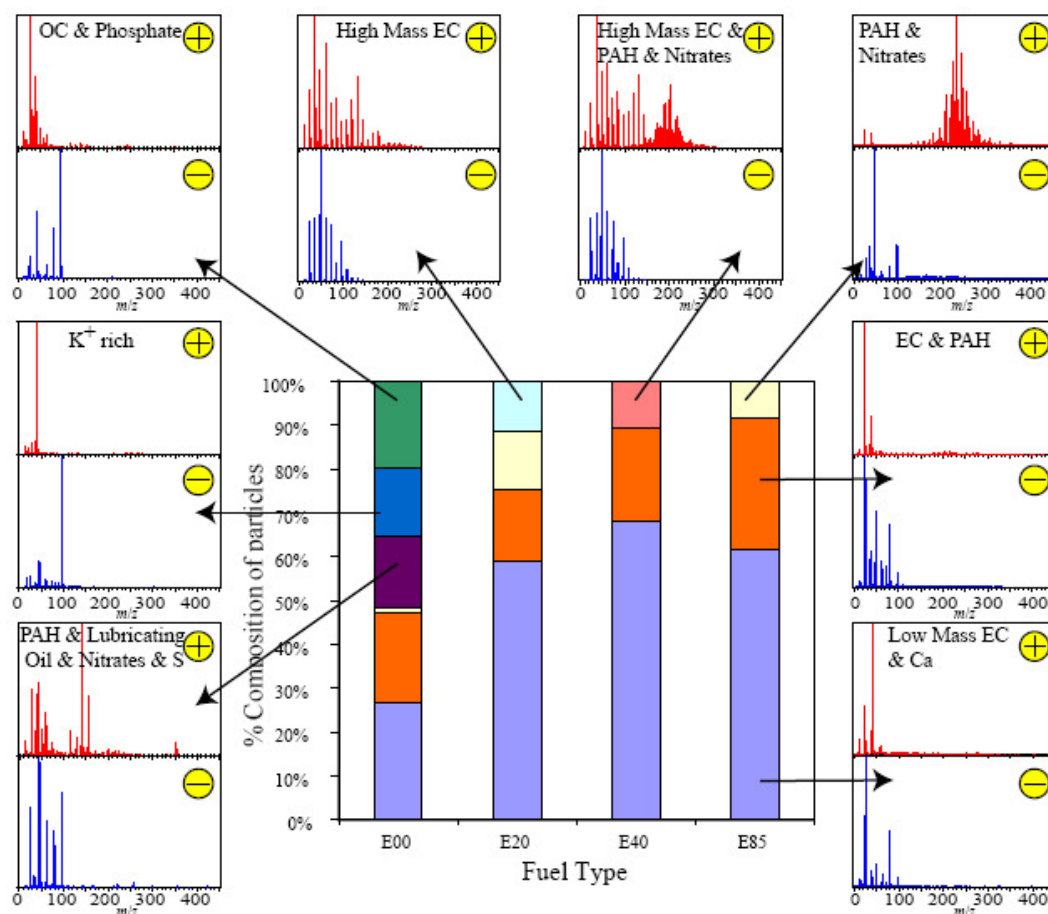 OC & Phosphate
+
−
0 100 200 300 400
m/z
High Mass EC
+
−
0 100 200 300 400
m/z
High Mass EC &
PAH & Nitrates
+
−
0 100 200 300 400
m/z
PAH &
Nitrates
+
−
0 100 200 300 400
m/z
K+ rich
+
−
0 100 200 300 400
m/z
EC & PAH
+
−
0 100 200 300 400
m/z
PAH & Lubricating
Oil & Nitrates & S
+
−
0 100 200 300 400
m/z
Low Mass EC
& Ca
+
−
0 100 200 300 400
m/z
% Composition of particles
100%
90%
80%
70%
60%
50%
40%
30%
20%
10%
0%
E00 E20 E40 E85
Fuel Type